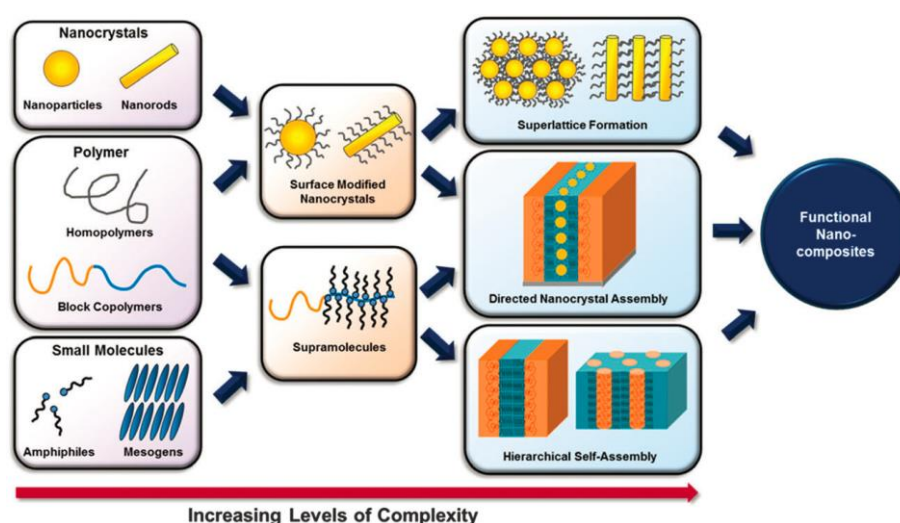 Nanocrystals
Nanoparticles
Nanorods
Polymer
Homopolymers
Block Copolymers
Small Molecules
Amphiphiles
Mesogens
Surface Modified
Nanocrystals
Supramolecules
Superlattice Formation
Directed Nanocrystal Assembly
Hierarchical Self-Assembly
Functional
Nano-
composites
Increasing Levels of Complexity